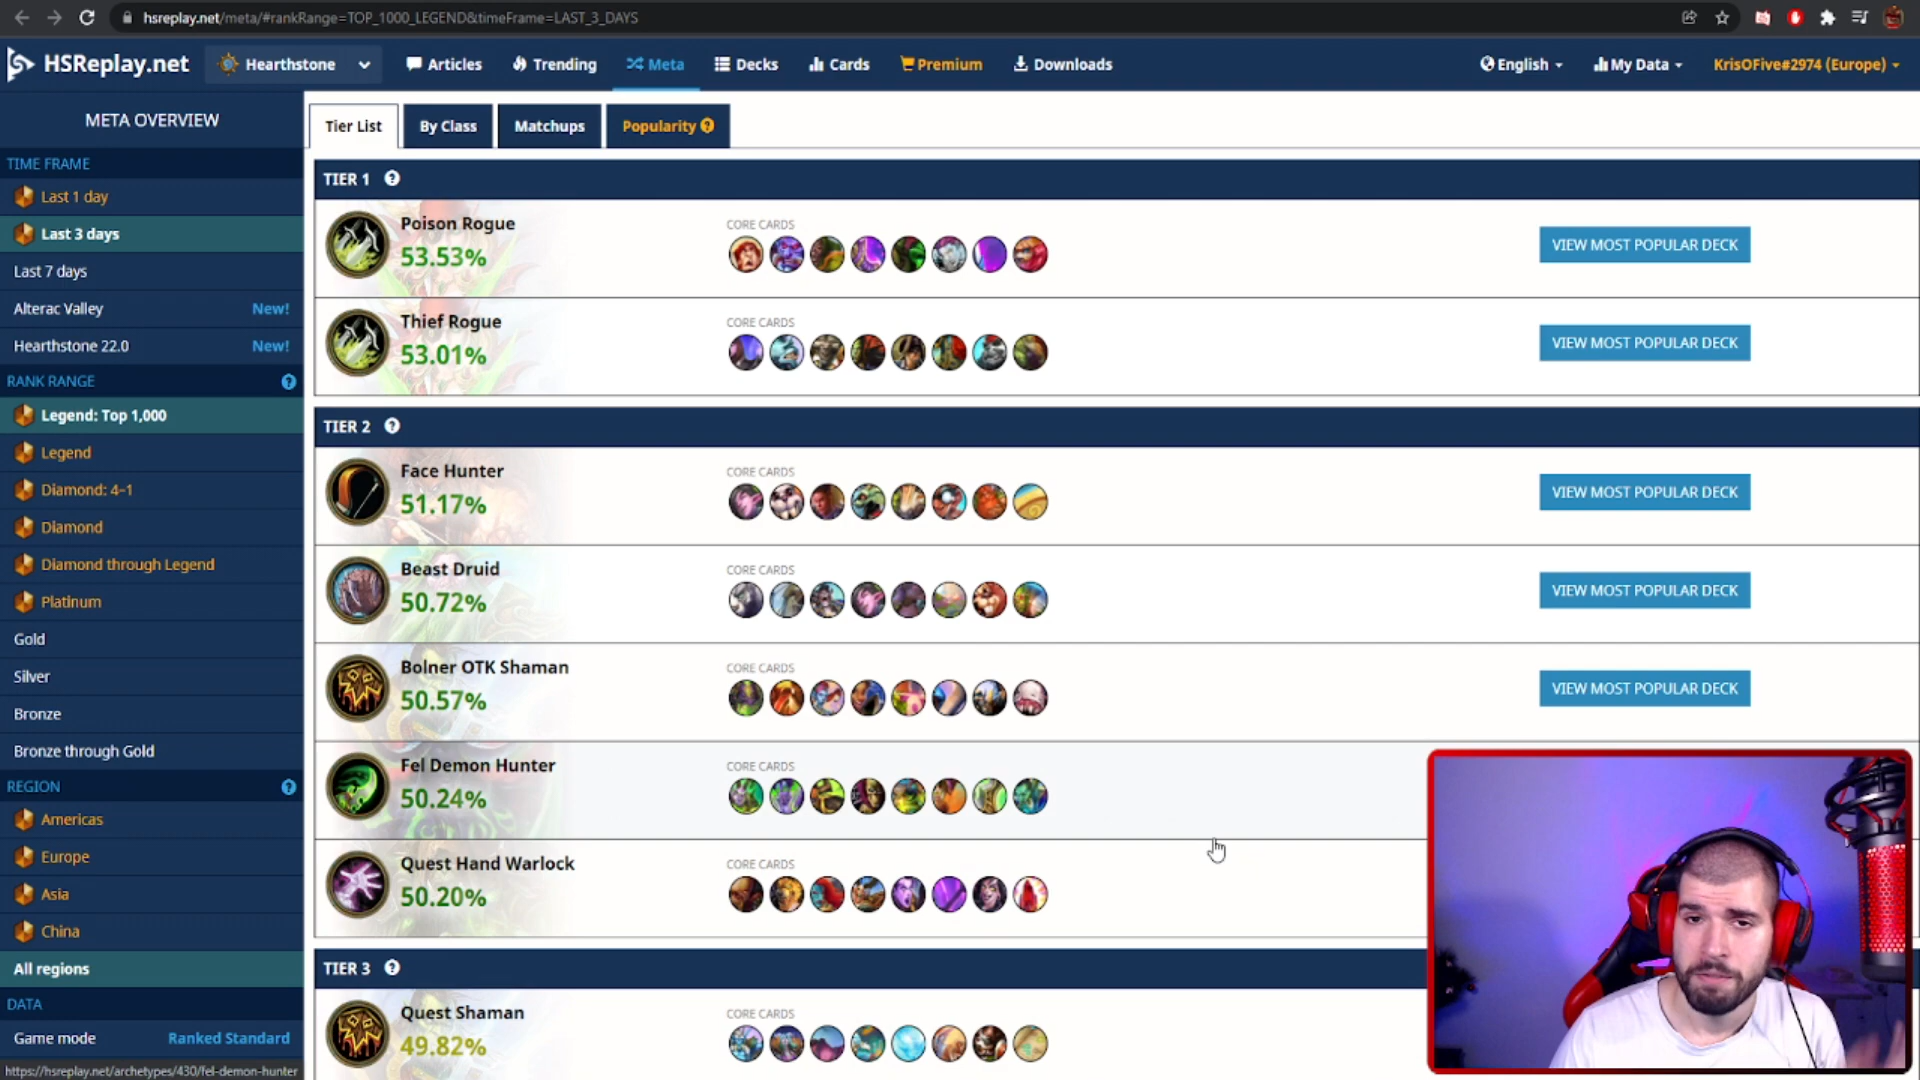 hsreplay.net/meta/#rankRange=TOP_1000_LEGEND&timeFrame=LAST_3_DAYS
HSReplay.net
Hearthstone
Articles
Trending
Meta
Decks
Cards
Premium
Downloads
English
My Data
KrisOFive#2974 (Europe)
META OVERVIEW
TIME FRAME
Last 1 day
Last 3 days
Last 7 days
Alterac Valley New!
Hearthstone 22.0 New!
RANK RANGE ?
Legend: Top 1,000
Legend
Diamond: 4-1
Diamond
Diamond through Legend
Platinum
Gold
Silver
Bronze
Bronze through Gold
REGION ?
Americas
Europe
Asia
China
All regions
DATA
Game mode Ranked Standard
https://hsreplay.net/archetypes/430/fel-demon-hunter
Tier List
By Class
Matchups
Popularity ?
TIER 1 ?
Poison Rogue
53.53%
CORE CARDS
VIEW MOST POPULAR DECK
Thief Rogue
53.01%
CORE CARDS
VIEW MOST POPULAR DECK
TIER 2 ?
Face Hunter
51.17%
CORE CARDS
VIEW MOST POPULAR DECK
Beast Druid
50.72%
CORE CARDS
VIEW MOST POPULAR DECK
Bolner OTK Shaman
50.57%
CORE CARDS
VIEW MOST POPULAR DECK
Fel Demon Hunter
50.24%
CORE CARDS
Quest Hand Warlock
50.20%
CORE CARDS
TIER 3 ?
Quest Shaman
49.82%
CORE CARDS